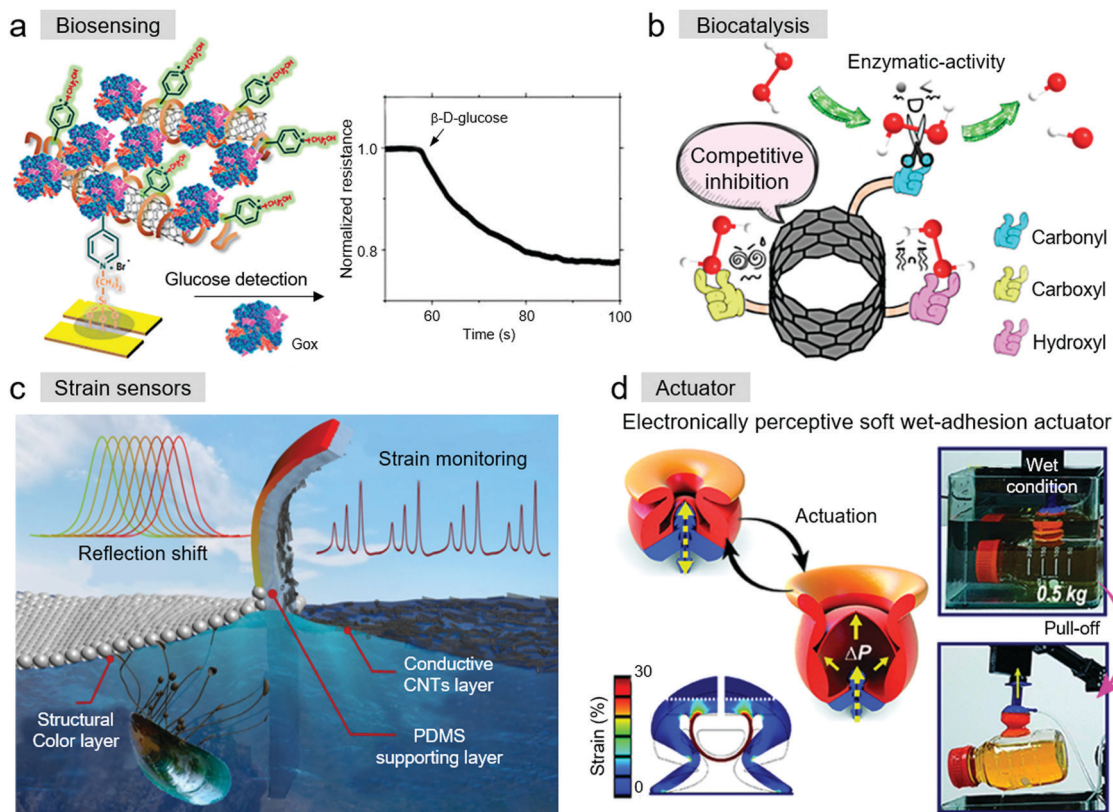 a Biosensing
β-D-glucose
Normalized resistance
1.0
0.8
60
80
100
Time (s)
N
Br
Glucose detection
Gox
b Biocatalysis
Enzymatic-activity
Competitive
inhibition
Carbonyl
Carboxyl
Hydroxyl
c Strain sensors
Reflection shift
Strain monitoring
Conductive
CNTs layer
Structural
Color layer
PDMS
supporting layer
d Actuator
Electronically perceptive soft wet-adhesion actuator
Actuation
ΔP
Strain (%)
30
0
Wet
condition
0.5 kg
Pull-off